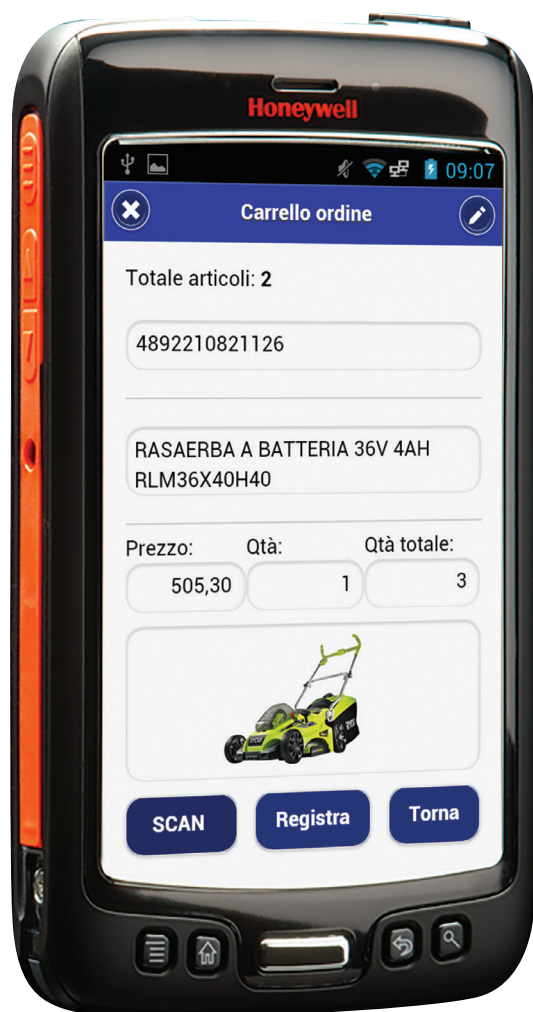 Honeywell
09:07
Carrello ordine
Totale articoli: 2
4892210821126
RASAERBA A BATTERIA 36V 4AH
RLM36X40H40
Prezzo: Qtà: Qtà totale:
505,30 1 3
SCAN Registra Torna